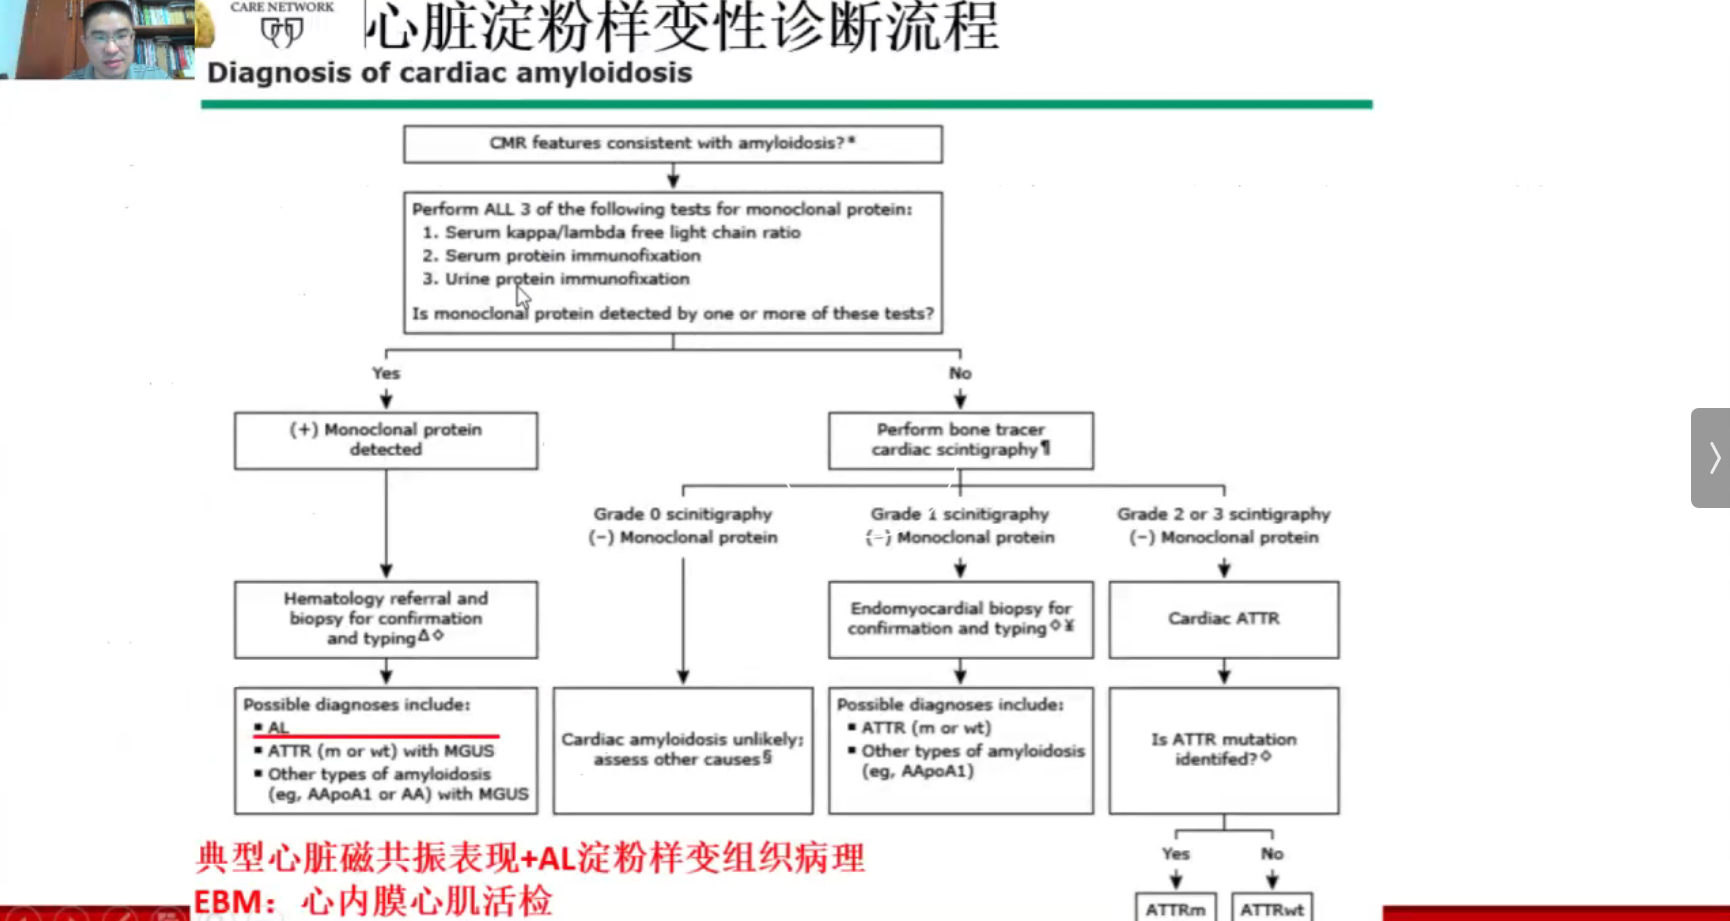 CARE NETWORK
心脏淀粉样变性诊断流程
Diagnosis of cardiac amyloidosis
CMR features consistent with amyloidosis?*
Perform ALL 3 of the following tests for monoclonal protein:
1. Serum kappa/lambda free light chain ratio
2. Serum protein immunofixation
3. Urine protein immunofixation
Is monoclonal protein detected by one or more of these tests?
Yes
No
(+) Monoclonal protein
detected
Perform bone tracer
cardiac scintigraphy¶
Grade 0 scinitigraphy
(−) Monoclonal protein
Grade 1 scinitigraphy
(−) Monoclonal protein
Grade 2 or 3 scintigraphy
(−) Monoclonal protein
Hematology referral and
biopsy for confirmation
and typingΔ◇
Endomyocardial biopsy for
confirmation and typing◇¥
Cardiac ATTR
Possible diagnoses include:
▪ AL
▪ ATTR (m or wt) with MGUS
▪ Other types of amyloidosis
(eg, AApoA1 or AA) with MGUS
Cardiac amyloidosis unlikely;
assess other causes§
Possible diagnoses include:
▪ ATTR (m or wt)
▪ Other types of amyloidosis
(eg, AApoA1)
Is ATTR mutation
identifed?◇
Yes
No
ATTRm
ATTRwt
典型心脏磁共振表现+AL淀粉样变组织病理
EBM：心内膜心肌活检